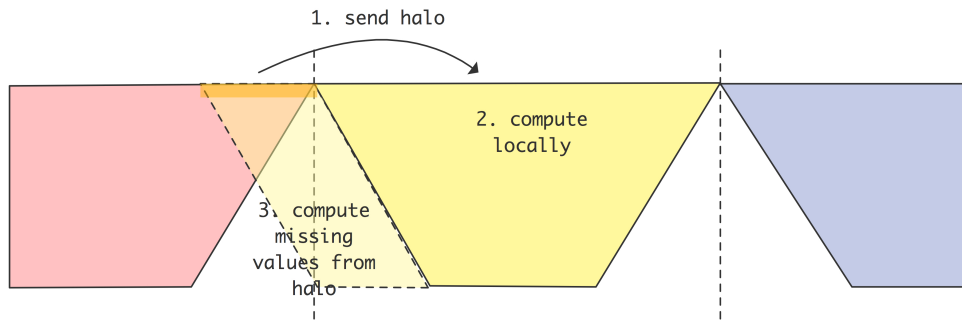 1. send halo
2. compute
locally
3. compute
missing
values from
halo